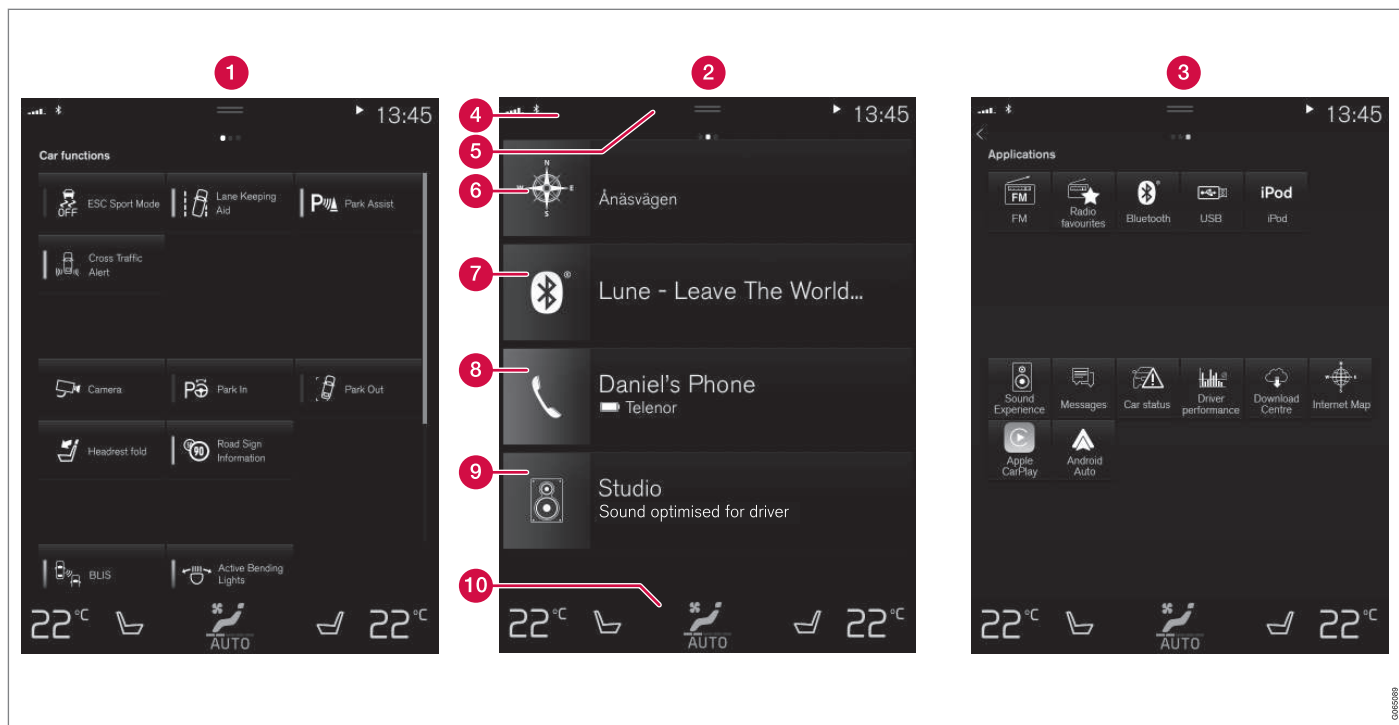 1
2
3
13:45
Car functions
OFF
ESC Sport Mode
Lane Keeping
Aid
P
Park Assist
Cross Traffic
Alert
Camera
P
Park In
Park Out
Headrest fold
90
Road Sign
Information
BLIS
Active Bending
Lights
22°C
AUTO
22°C
4
5
6
7
8
9
10
13:45
N
W
E
S
Ånäsvägen
Lune - Leave The World...
Daniel's Phone
Telenor
Studio
Sound optimised for driver
22°C
AUTO
22°C
13:45
Applications
FM
FM
Radio
favourites
Bluetooth
USB
iPod
iPod
Sound
Experience
Messages
Car status
Driver
performance
Download
Centre
Internet Map
Apple
CarPlay
Android
Auto
22°C
AUTO
22°C
G065089